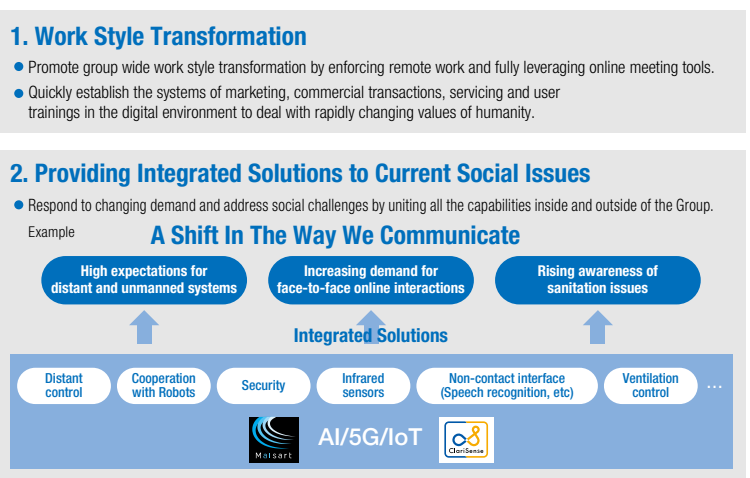 1. Work Style Transformation
● Promote group wide work style transformation by enforcing remote work and fully leveraging online meeting tools.
● Quickly establish the systems of marketing, commercial transactions, servicing and user
trainings in the digital environment to deal with rapidly changing values of humanity.
2. Providing Integrated Solutions to Current Social Issues
● Respond to changing demand and address social challenges by uniting all the capabilities inside and outside of the Group.
Example
A Shift In The Way We Communicate
High expectations for
distant and unmanned systems
Increasing demand for
face-to-face online interactions
Rising awareness of
sanitation issues
Integrated Solutions
Distant
control
Cooperation
with Robots
Security
Infrared
sensors
Non-contact interface
(Speech recognition, etc)
Ventilation
control
...
Maisart
AI/5G/IoT
ClariSense